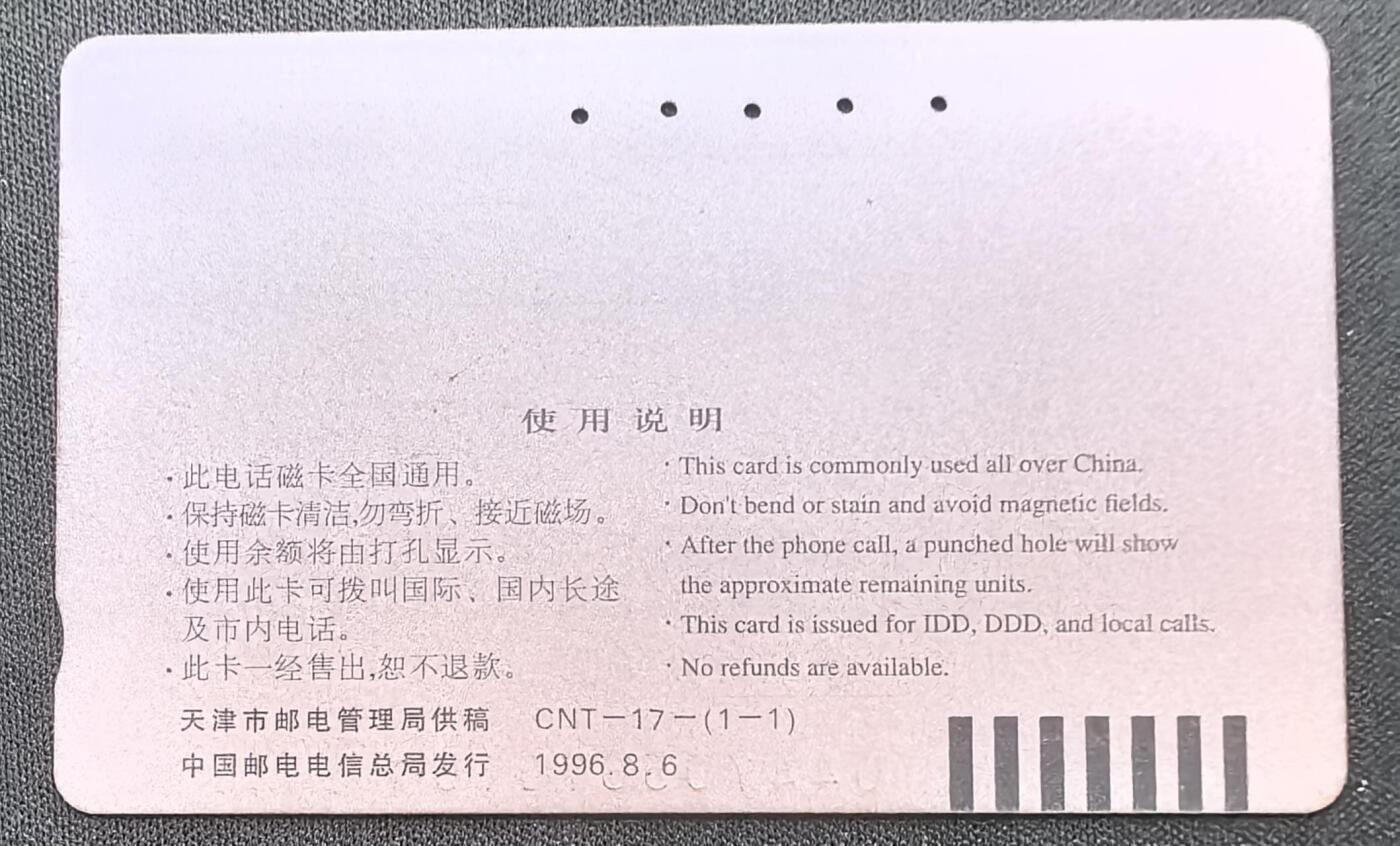 使用说明
·此电话磁卡全国通用。
·保持磁卡清洁,勿弯折、接近磁场。
·使用余额将由打孔显示。
·使用此卡可拨叫国际、国内长途
及市内电话。
·此卡一经售出,恕不退款。
·This card is commonly used all over China.
·Don't bend or stain and avoid magnetic fields.
·After the phone call, a punched hole will show
the approximate remaining units.
·This card is issued for IDD, DDD, and local calls.
·No refunds are available.
天津市邮电管理局供稿 CNT-17-(1-1)
中国邮电电信总局发行 1996.8.6